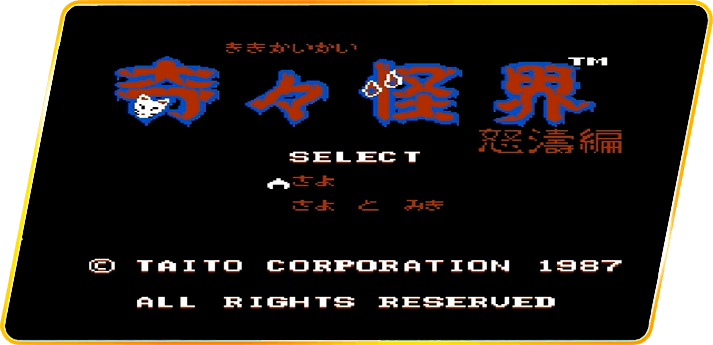 ききかいかい
奇々怪界™
怒濤編
SELECT
さよ
さよ と みき
© TAITO CORPORATION 1987
ALL RIGHTS RESERVED